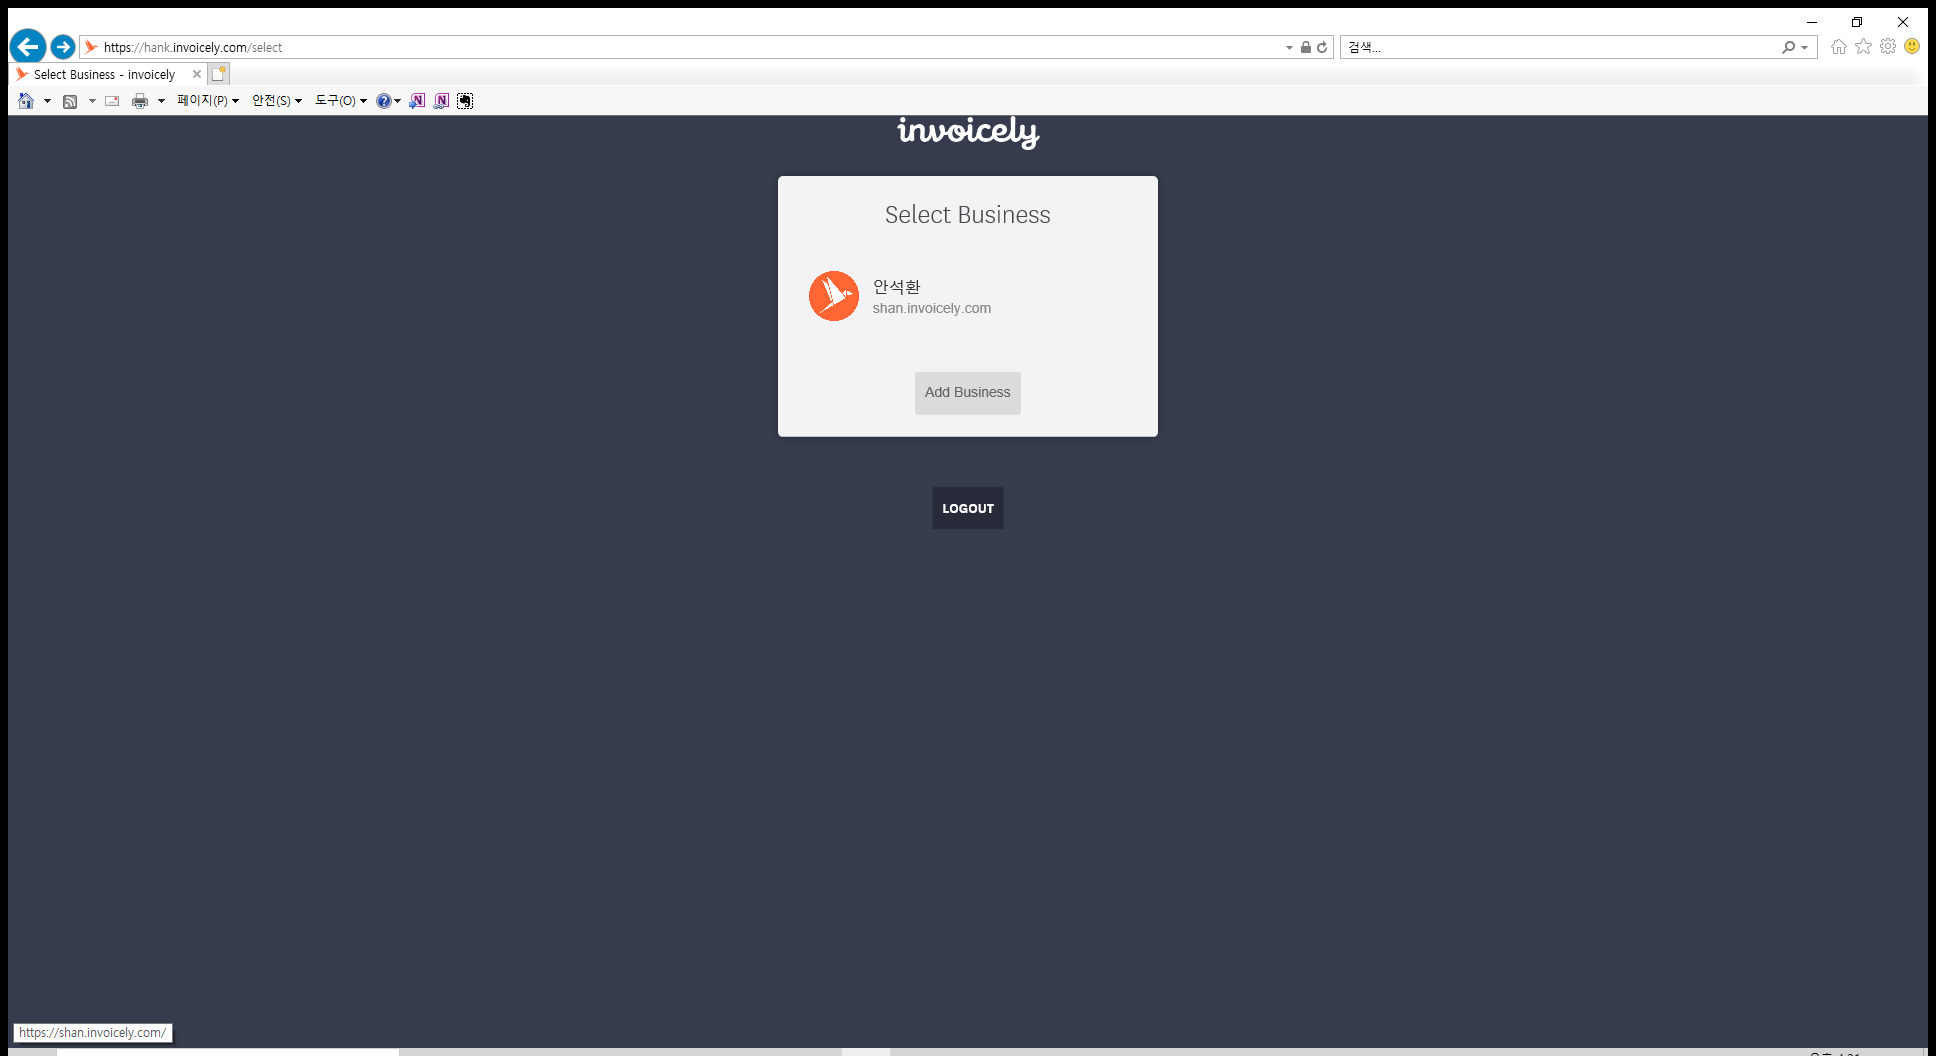 https://hank.invoicely.com/select
검색...
Select Business - invoicely
페이지(P) 안전(S) 도구(O)
invoicely
Select Business
안석환
shan.invoicely.com
Add Business
LOGOUT
https://shan.invoicely.com/